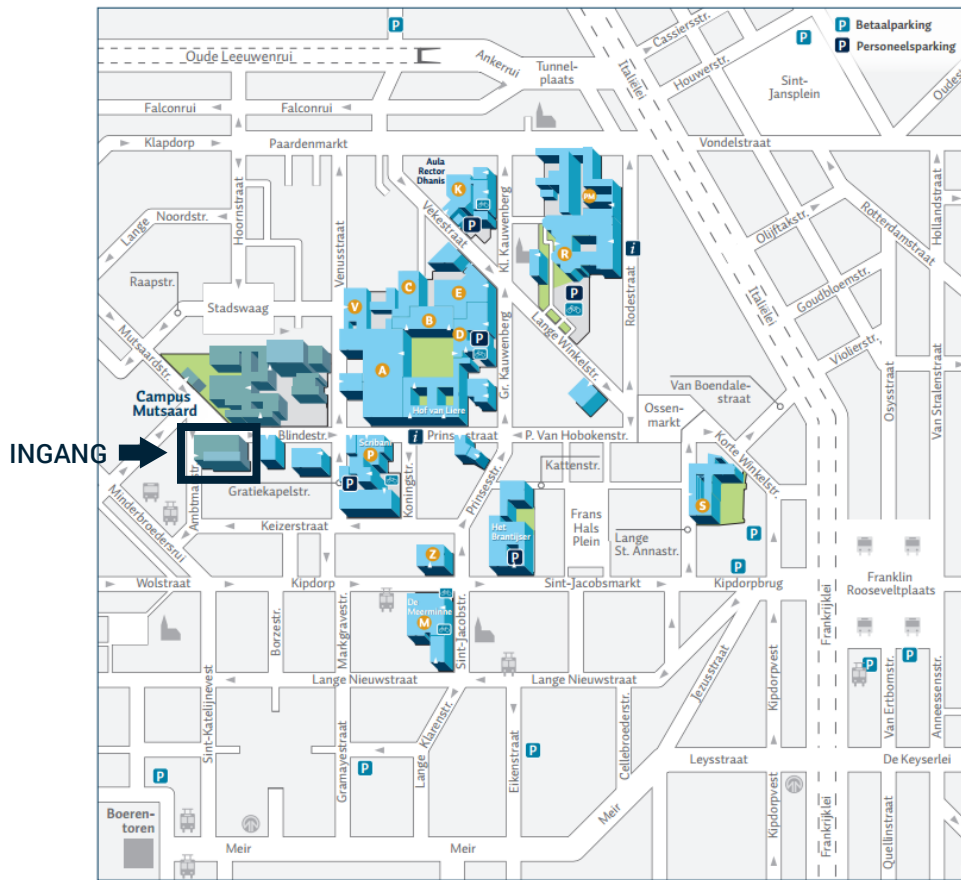 P Betaalparking
P Personeelsparking
P
P
Cassiersstr.
Oude Leeuwenrui
Ankerrui
Tunnel-
plaats
Italiëlei
Houwerstr.
Sint-
Jansplein
Oudest
Falconrui
Falconrui
Klapdorp
Paardenmarkt
Vondelstraat
Aula
Rector
Dhanis
K
P
PM
R
P
i
Hoornstraat
Lange
Noordstr.
Raapstr.
Venusstraat
Vekestraat
Kl. Kauwenberg
Rodestraat
Olijftakstr.
Rotterdamstraat
Hollandstraat
Stadswaag
V
C
E
B
D
A
P
Gr. Kauwenberg
Lange Winkelstr.
Italiëlei
Goudbloemstr.
Violierstr.
Osysstraat
Van Stralenstraat
Mutsaardstr.
Campus
Mutsaard
Hof van Liere
Van Boendale-
straat
Ossen-
markt
INGANG
Blindestr.
Scribani
P
i
Prinsstraat
P. Van Hobokenstr.
Korte Winkelstr.
Kattenstr.
Gratiekapelstr.
P
Koningstr.
Prinsesstr.
S
Ambtmanstr.
Minderbroedersrui
Keizerstraat
Het
Brantijser
P
Frans
Hals
Plein
Lange
St. Annastr.
P
P
Z
Wolstraat
Kipdorp
Sint-Jacobsmarkt
Kipdorpbrug
Franklin
Rooseveltplaats
De
Meerminne
M
Borzestr.
Markgravestr.
Sint-Jacobstr.
Frankrijklei
Jezusstraat
Kipdorpvest
P
P
Van Ertbornstr.
Anneessensstr.
Sint-Katelijnevest
Lange Nieuwstraat
Lange Nieuwstraat
Gramayestraat
Lange
Klarenstr.
Eikenstraat
Cellebroederstr.
P
P
P
Leysstraat
De Keyserlei
Boeren-
toren
Meir
Meir
Meir
Kipdorpvest
Frankrijklei
Quellinstraat